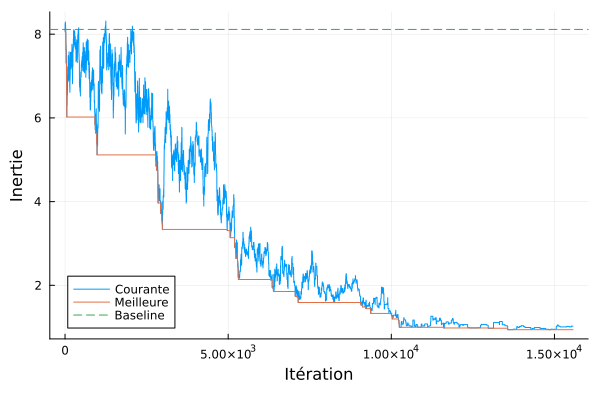 Inertie
8
6
4
2
Courante
Meilleure
Baseline
0
5.00×10³
1.00×10⁴
1.50×10⁴
Itération